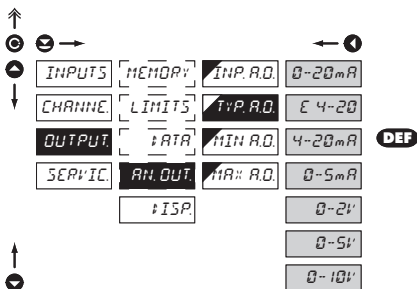 INPUTS MEMORY INP. A.O. 0-20mA
CHANNE. LIMITS TYP. A.O. E 4-20
OUTPUT. DATA MIN A.O. 4-20mA DEF
SERVIC. AN. OUT. MAX A.O. 0-5mA
DISP. 0-2V
0-5V
0-10V